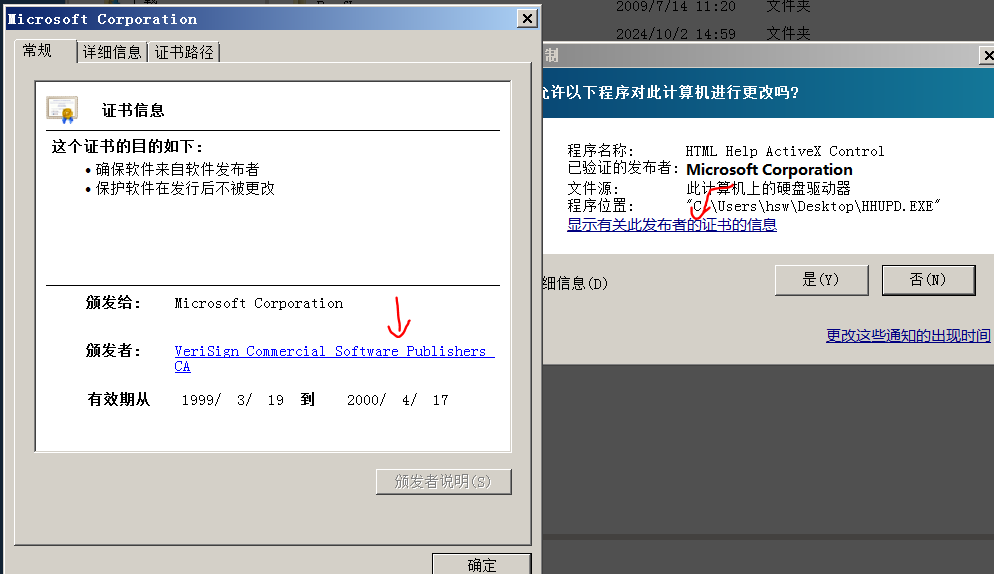 Microsoft Corporation
常规 详细信息 证书路径
证书信息
这个证书的目的如下:
• 确保软件来自软件发布者
• 保护软件在发行后不被更改
颁发给: Microsoft Corporation
颁发者: VeriSign Commercial Software Publishers
CA
有效期从 1999/ 3/ 19 到 2000/ 4/ 17
颁发者说明(S)
确定
2009/7/14 11:20 文件夹
2024/10/2 14:59 文件夹
制
允许以下程序对此计算机进行更改吗?
程序名称: HTML Help ActiveX Control
已验证的发布者: Microsoft Corporation
文件源: 此计算机上的硬盘驱动器
程序位置: "C:\Users\hsw\Desktop\HHUPD.EXE"
显示有关此发布者的证书的信息
细信息(D)
是(Y) 否(N)
更改这些通知的出现时间